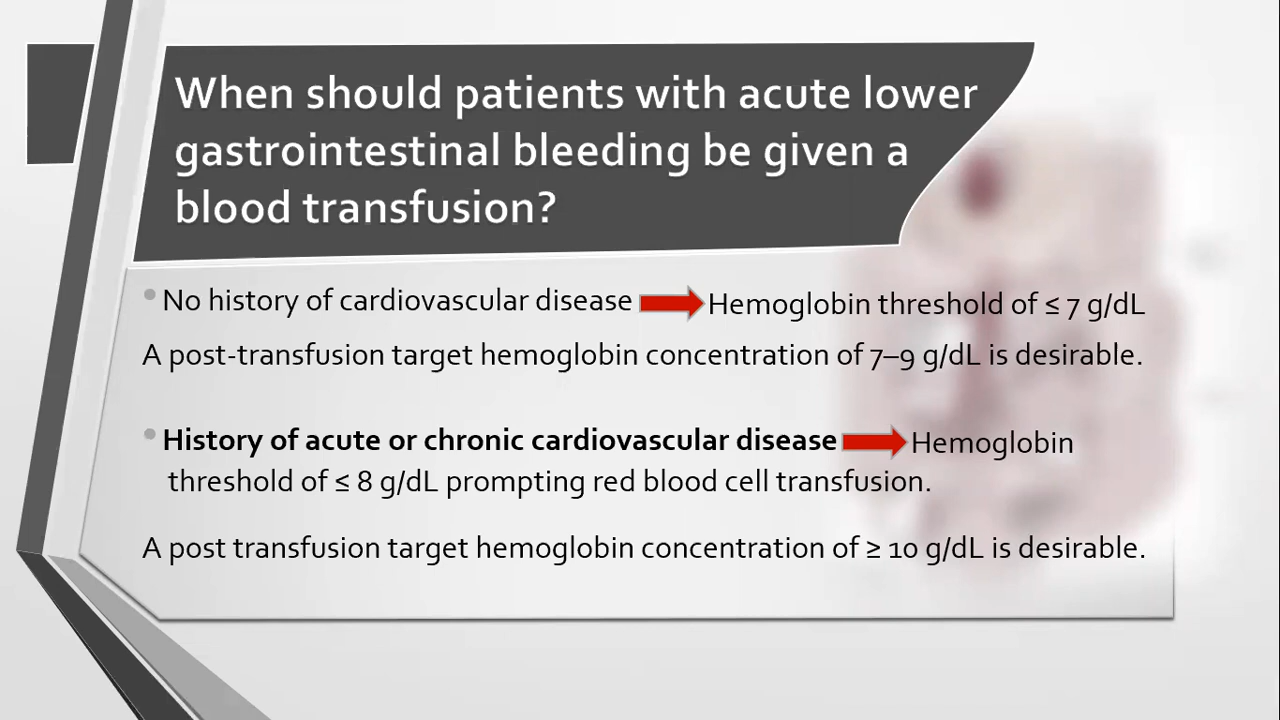 When should patients with acute lower
gastrointestinal bleeding be given a
blood transfusion?
• No history of cardiovascular disease Hemoglobin threshold of ≤ 7 g/dL
A post-transfusion target hemoglobin concentration of 7–9 g/dL is desirable.
• History of acute or chronic cardiovascular disease Hemoglobin
threshold of ≤ 8 g/dL prompting red blood cell transfusion.
A post transfusion target hemoglobin concentration of ≥ 10 g/dL is desirable.